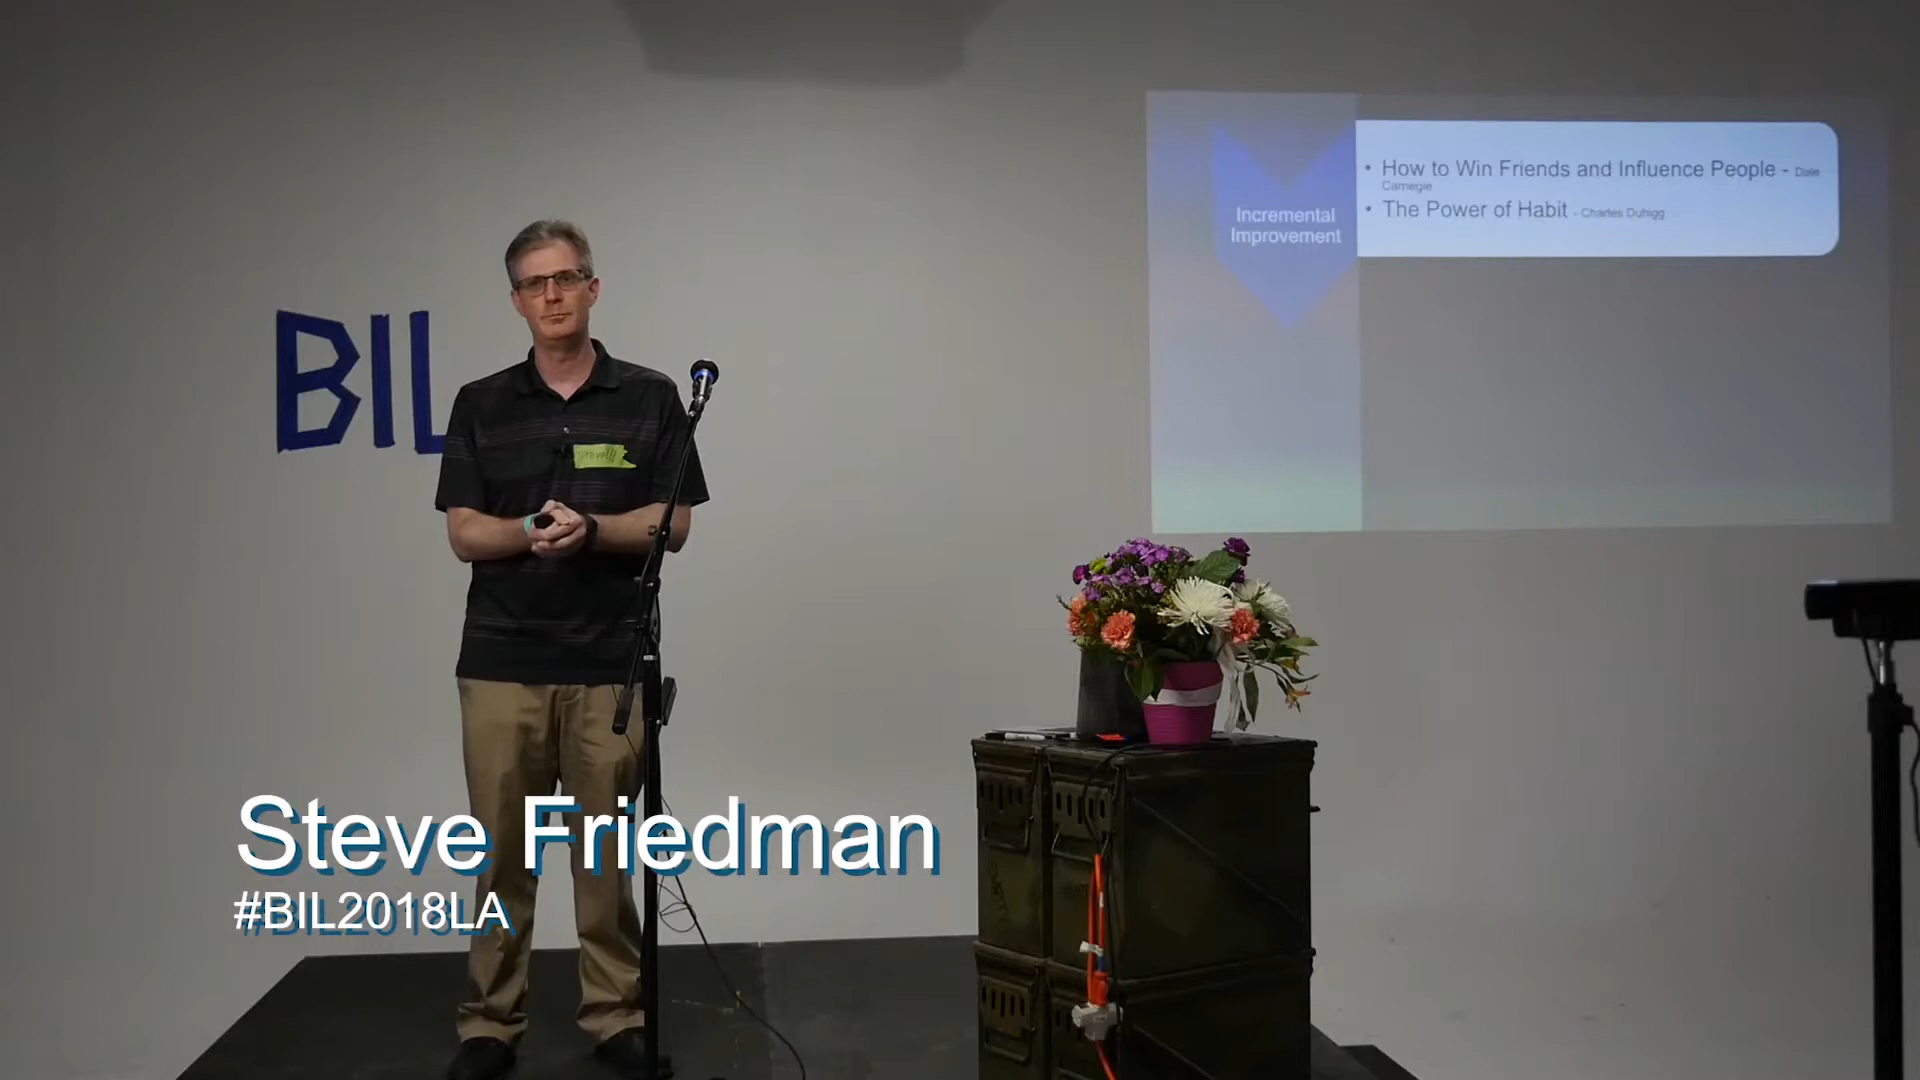 BIL
How to Win Friends and Influence People - Dale
Carnegie
The Power of Habit - Charles Duhigg
Incremental
Improvement
Steve Friedman
#BIL2018LA